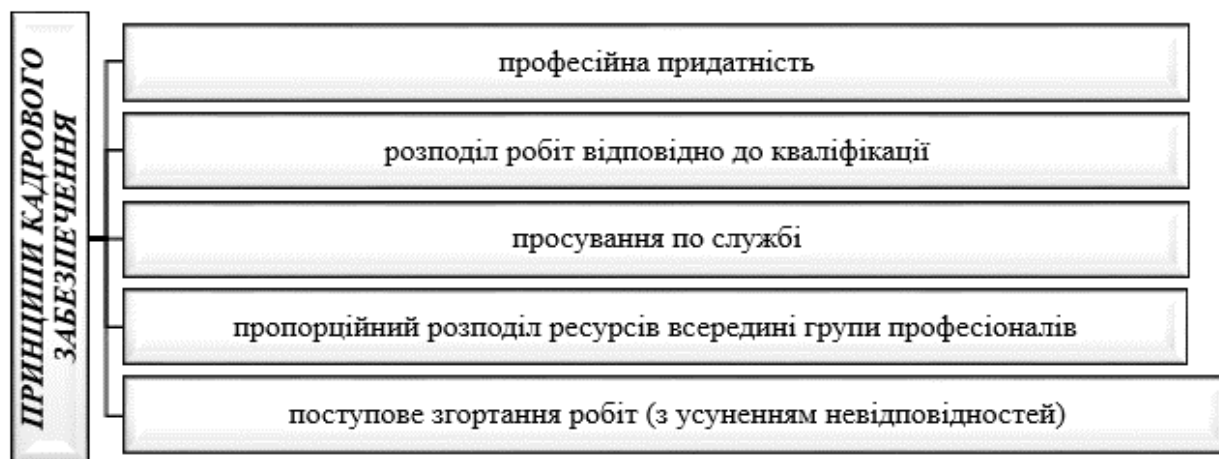 ПРИНЦИПИ КАДРОВОГО
ЗАБЕЗПЕЧЕННЯ
професійна придатність
розподіл робіт відповідно до кваліфікації
просування по службі
пропорційний розподіл ресурсів всередині групи професіоналів
поступове згортання робіт (з усуненням невідповідностей)